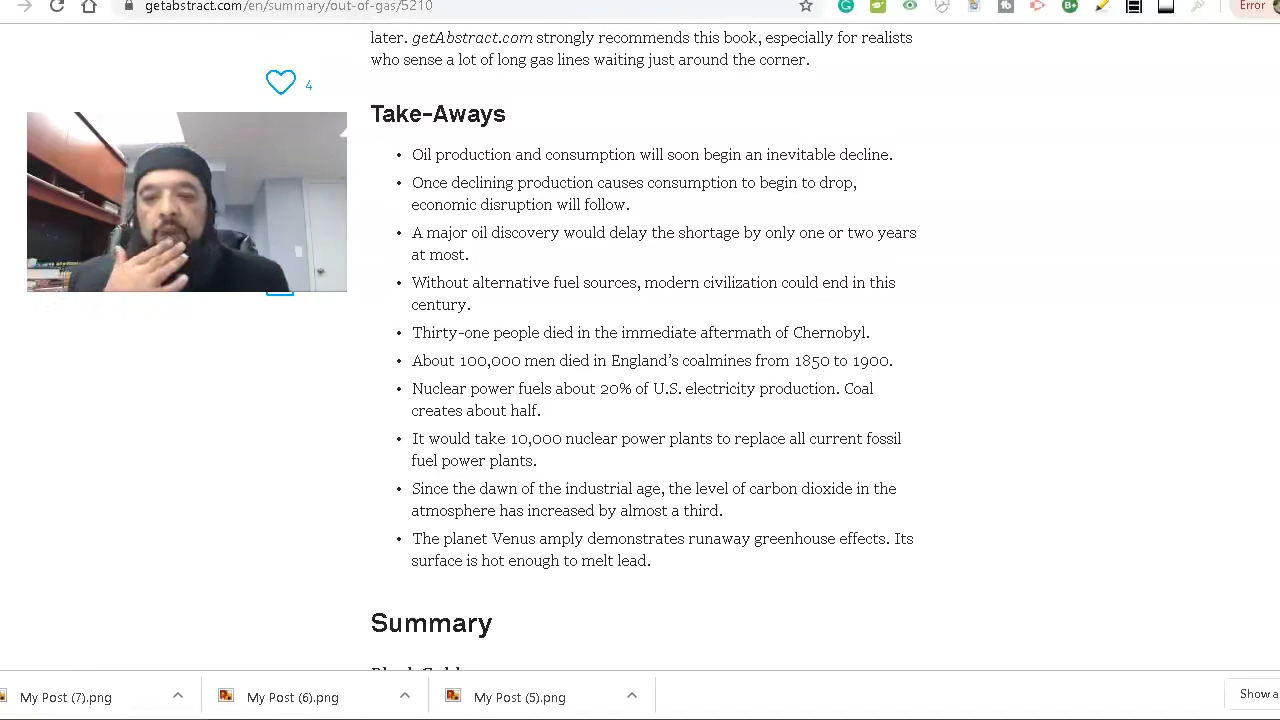 getabstract.com/en/summary/out-of-gas/5210
Error
later. getAbstract.com strongly recommends this book, especially for realists
who sense a lot of long gas lines waiting just around the corner.
4
Take-Aways
• Oil production and consumption will soon begin an inevitable decline.
• Once declining production causes consumption to begin to drop,
economic disruption will follow.
• A major oil discovery would delay the shortage by only one or two years
at most.
• Without alternative fuel sources, modern civilization could end in this
century.
• Thirty-one people died in the immediate aftermath of Chernobyl.
• About 100,000 men died in England's coalmines from 1850 to 1900.
• Nuclear power fuels about 20% of U.S. electricity production. Coal
creates about half.
• It would take 10,000 nuclear power plants to replace all current fossil
fuel power plants.
• Since the dawn of the industrial age, the level of carbon dioxide in the
atmosphere has increased by almost a third.
• The planet Venus amply demonstrates runaway greenhouse effects. Its
surface is hot enough to melt lead.
Summary
My Post (7).png
My Post (6).png
My Post (5).png
Show a